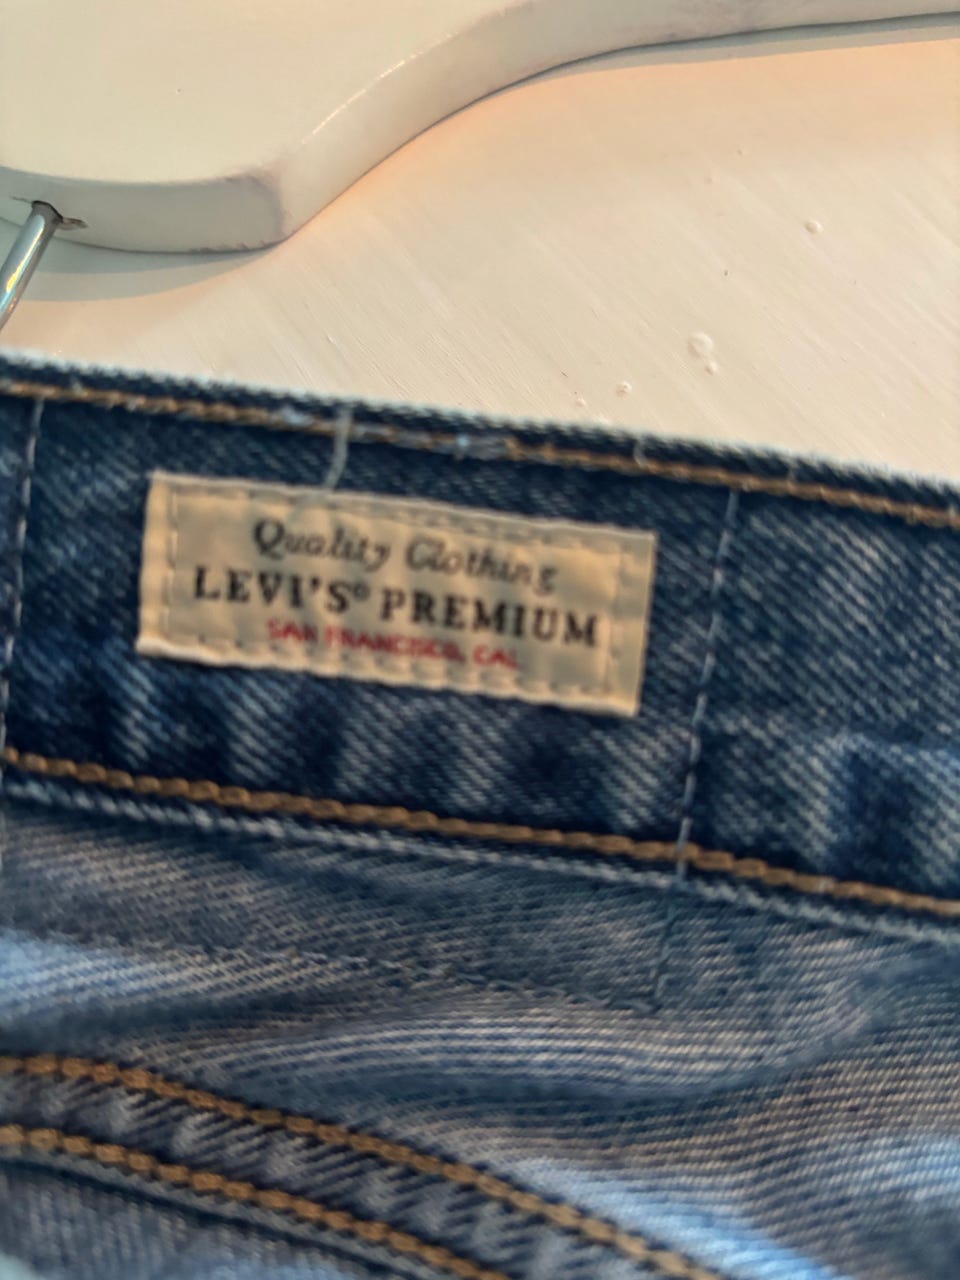 Quality Clothing
LEVI'S® PREMIUM
SAN FRANCISCO, CAL